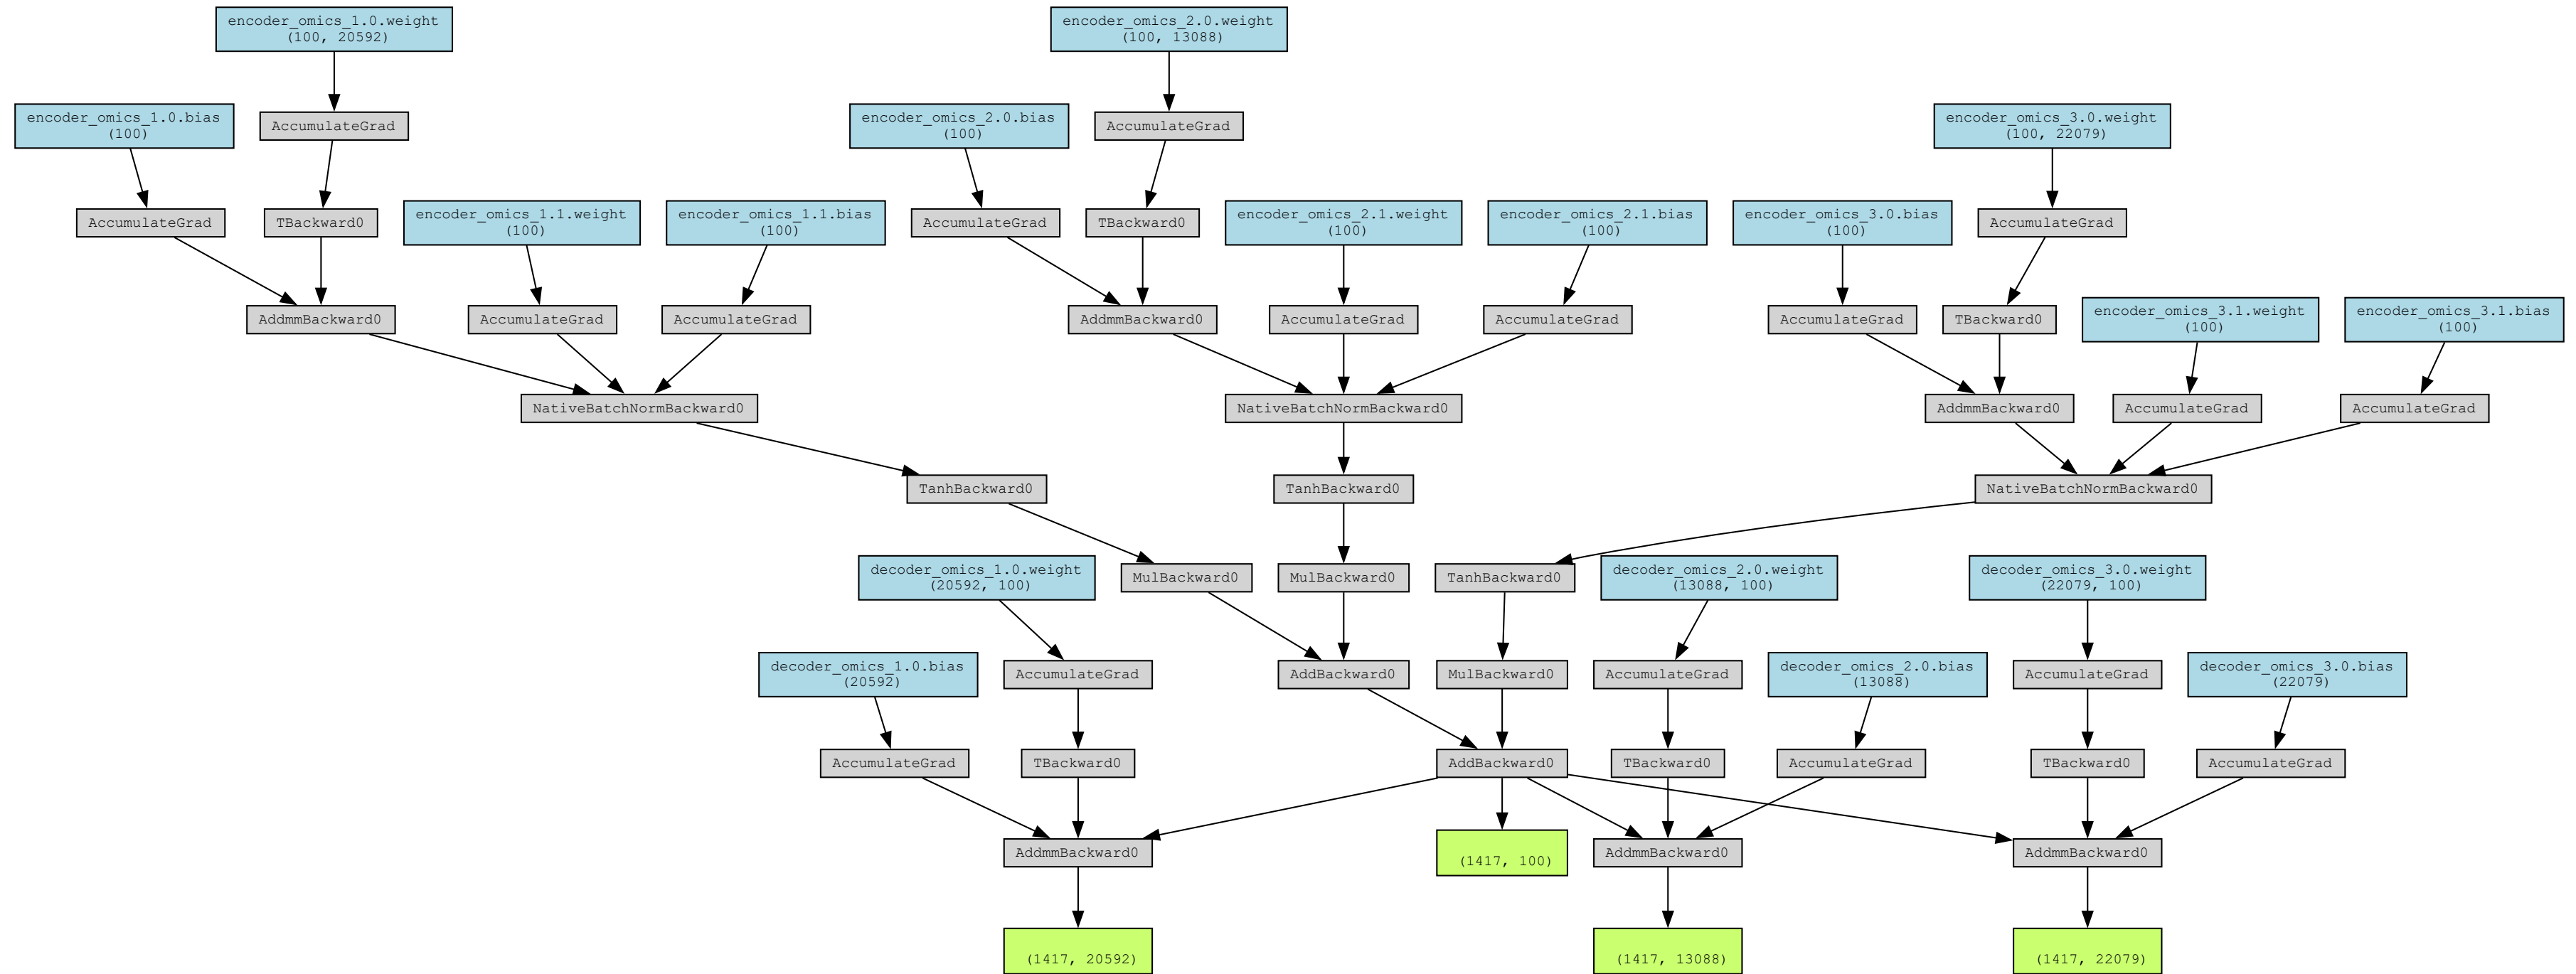 encoder_omics_1.0.weight
(100, 20592)
encoder_omics_2.0.weight
(100, 13088)
encoder_omics_1.0.bias
(100)
AccumulateGrad
encoder_omics_2.0.bias
(100)
AccumulateGrad
encoder_omics_3.0.weight
(100, 22079)
AccumulateGrad
TBackward0
encoder_omics_1.1.weight
(100)
encoder_omics_1.1.bias
(100)
AccumulateGrad
TBackward0
encoder_omics_2.1.weight
(100)
encoder_omics_2.1.bias
(100)
encoder_omics_3.0.bias
(100)
AccumulateGrad
AddmmBackward0
AccumulateGrad
AccumulateGrad
AddmmBackward0
AccumulateGrad
AccumulateGrad
AccumulateGrad
TBackward0
encoder_omics_3.1.weight
(100)
encoder_omics_3.1.bias
(100)
NativeBatchNormBackward0
NativeBatchNormBackward0
AddmmBackward0
AccumulateGrad
AccumulateGrad
TanhBackward0
TanhBackward0
NativeBatchNormBackward0
decoder_omics_1.0.weight
(20592, 100)
MulBackward0
MulBackward0
TanhBackward0
decoder_omics_2.0.weight
(13088, 100)
decoder_omics_3.0.weight
(22079, 100)
decoder_omics_1.0.bias
(20592)
AccumulateGrad
AddBackward0
MulBackward0
AccumulateGrad
decoder_omics_2.0.bias
(13088)
AccumulateGrad
decoder_omics_3.0.bias
(22079)
AccumulateGrad
TBackward0
AddBackward0
TBackward0
AccumulateGrad
TBackward0
AccumulateGrad
AddmmBackward0
(1417, 100)
AddmmBackward0
AddmmBackward0
(1417, 20592)
(1417, 13088)
(1417, 22079)